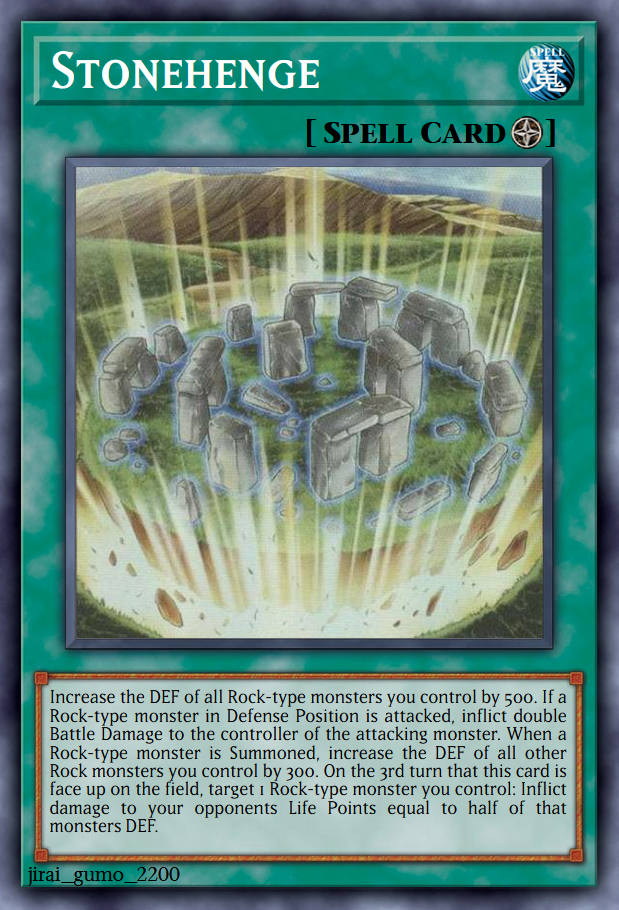 STONEHENGE
SPELL
魔
[ SPELL CARD ]
Increase the DEF of all Rock-type monsters you control by 500. If a
Rock-type monster in Defense Position is attacked, inflict double
Battle Damage to the controller of the attacking monster. When a
Rock-type monster is Summoned, increase the DEF of all other
Rock monsters you control by 300. On the 3rd turn that this card is
face up on the field, target 1 Rock-type monster you control: Inflict
damage to your opponents Life Points equal to half of that
monsters DEF.
jirai_gumo_2200